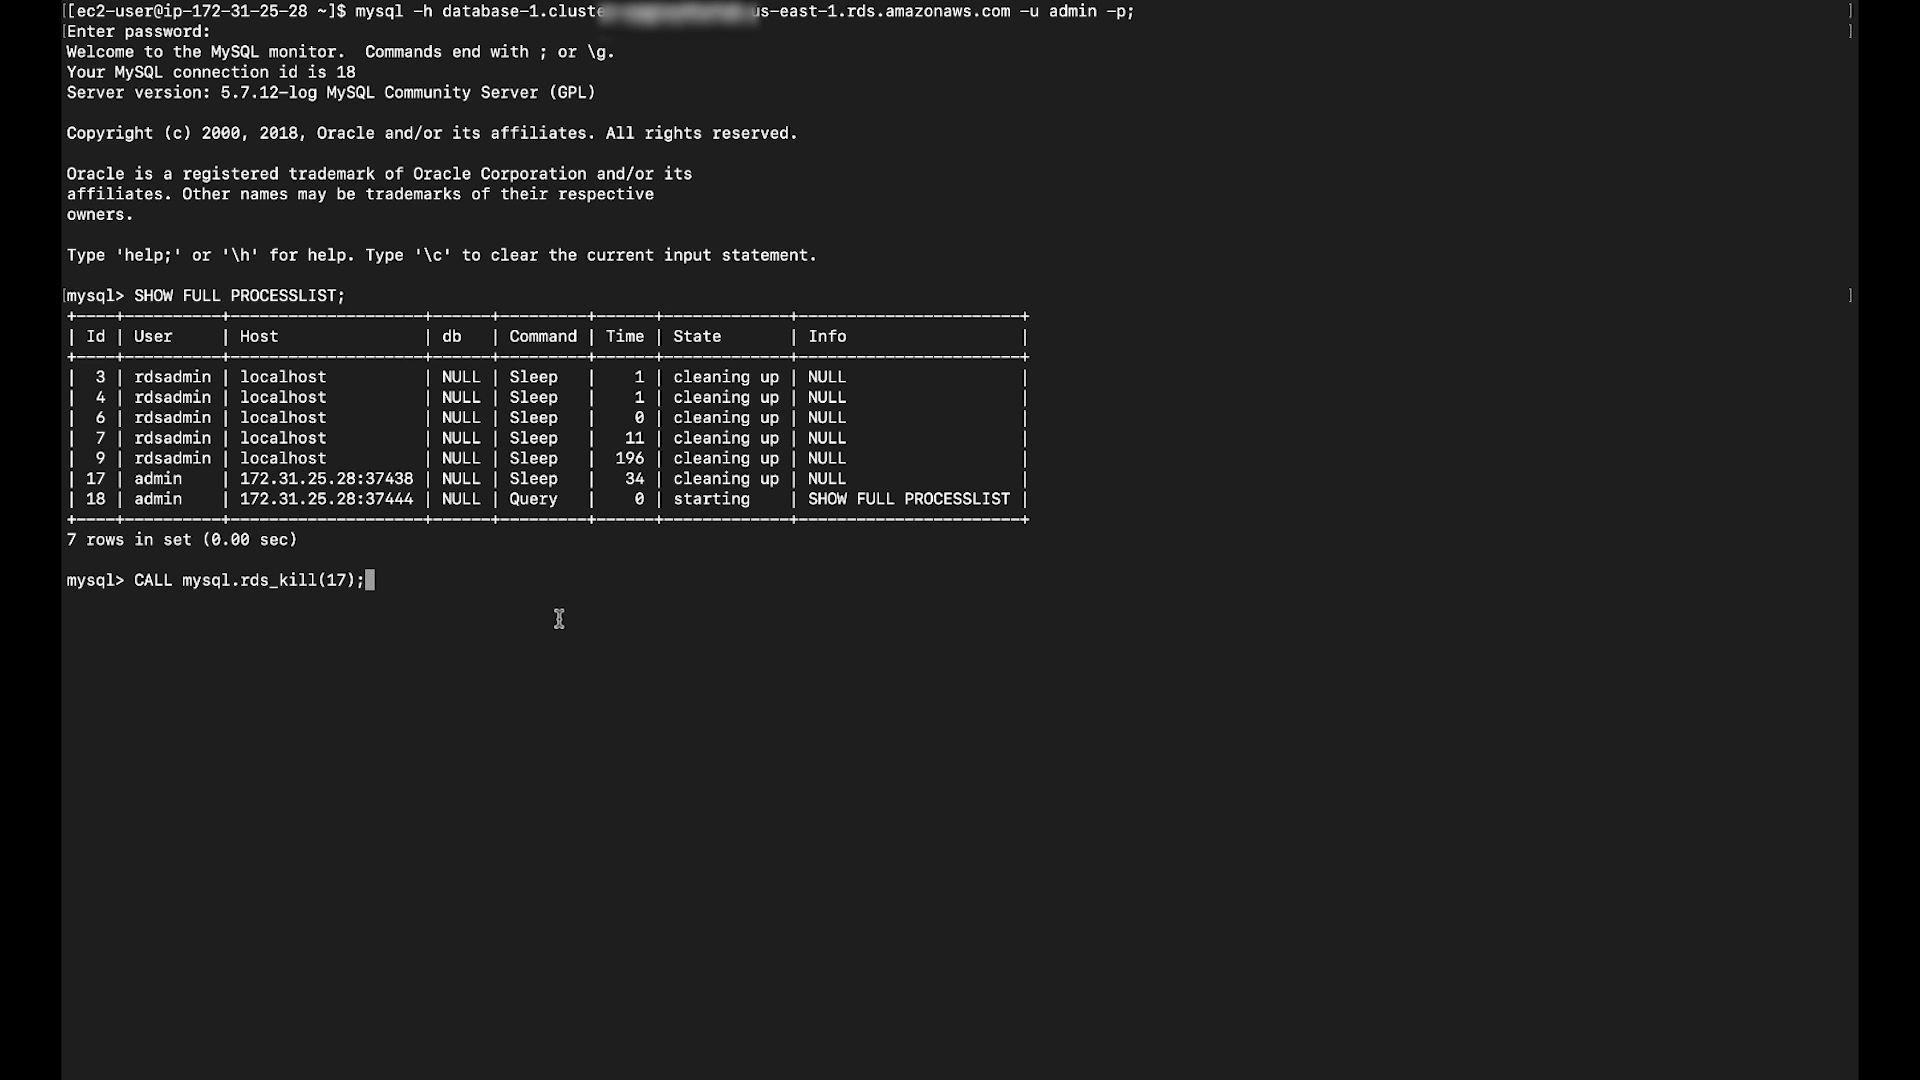 [[ec2-user@ip-172-31-25-28 ~]$ mysql -h database-1.cluste us-east-1.rds.amazonaws.com -u admin -p; ]
[Enter password: ]
Welcome to the MySQL monitor.  Commands end with ; or \g.
Your MySQL connection id is 18
Server version: 5.7.12-log MySQL Community Server (GPL)
Copyright (c) 2000, 2018, Oracle and/or its affiliates. All rights reserved.
Oracle is a registered trademark of Oracle Corporation and/or its
affiliates. Other names may be trademarks of their respective
owners.
Type 'help;' or '\h' for help. Type '\c' to clear the current input statement.
[mysql> SHOW FULL PROCESSLIST; ]
+----+----------+--------------------+------+---------+------+-------------+-----------------------+
| Id | User     | Host               | db   | Command | Time | State       | Info                  |
+----+----------+--------------------+------+---------+------+-------------+-----------------------+
|  3 | rdsadmin | localhost          | NULL | Sleep   |    1 | cleaning up | NULL                  |
|  4 | rdsadmin | localhost          | NULL | Sleep   |    1 | cleaning up | NULL                  |
|  6 | rdsadmin | localhost          | NULL | Sleep   |    0 | cleaning up | NULL                  |
|  7 | rdsadmin | localhost          | NULL | Sleep   |   11 | cleaning up | NULL                  |
|  9 | rdsadmin | localhost          | NULL | Sleep   |  196 | cleaning up | NULL                  |
| 17 | admin    | 172.31.25.28:37438 | NULL | Sleep   |   34 | cleaning up | NULL                  |
| 18 | admin    | 172.31.25.28:37444 | NULL | Query   |    0 | starting    | SHOW FULL PROCESSLIST |
+----+----------+--------------------+------+---------+------+-------------+-----------------------+
7 rows in set (0.00 sec)
mysql> CALL mysql.rds_kill(17);